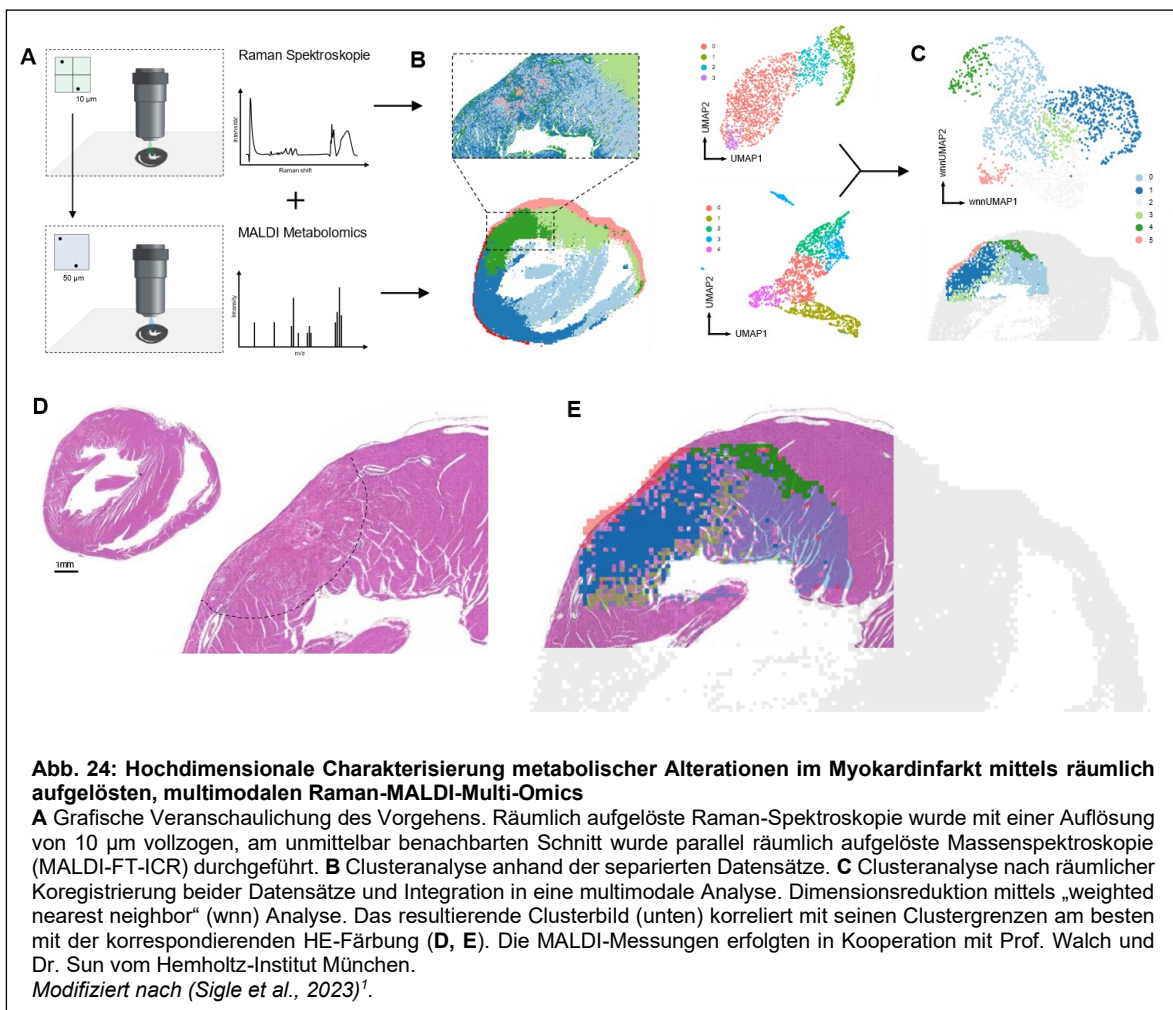 A
10 µm
Raman Spektroskopie
Intensität
Raman shift
+
50 µm
MALDI Metabolomics
Intensity
m/z
B
0
1
2
3
UMAP2
UMAP1
0
1
2
3
4
UMAP2
UMAP1
C
wnnUMAP2
wnnUMAP1
0
1
2
3
4
5
D
1mm
E
Abb. 24: Hochdimensionale Charakterisierung metabolischer Alterationen im Myokardinfarkt mittels räumlich
aufgelösten, multimodalen Raman-MALDI-Multi-Omics
A Grafische Veranschaulichung des Vorgehens. Räumlich aufgelöste Raman-Spektroskopie wurde mit einer Auflösung
von 10 µm vollzogen, am unmittelbar benachbarten Schnitt wurde parallel räumlich aufgelöste Massenspektroskopie
(MALDI-FT-ICR) durchgeführt. B Clusteranalyse anhand der separierten Datensätze. C Clusteranalyse nach räumlicher
Koregistrierung beider Datensätze und Integration in eine multimodale Analyse. Dimensionsreduktion mittels „weighted
nearest neighbor“ (wnn) Analyse. Das resultierende Clusterbild (unten) korreliert mit seinen Clustergrenzen am besten
mit der korrespondierenden HE-Färbung (D, E). Die MALDI-Messungen erfolgten in Kooperation mit Prof. Walch und
Dr. Sun vom Hemholtz-Institut München.
Modifiziert nach (Sigle et al., 2023)¹.